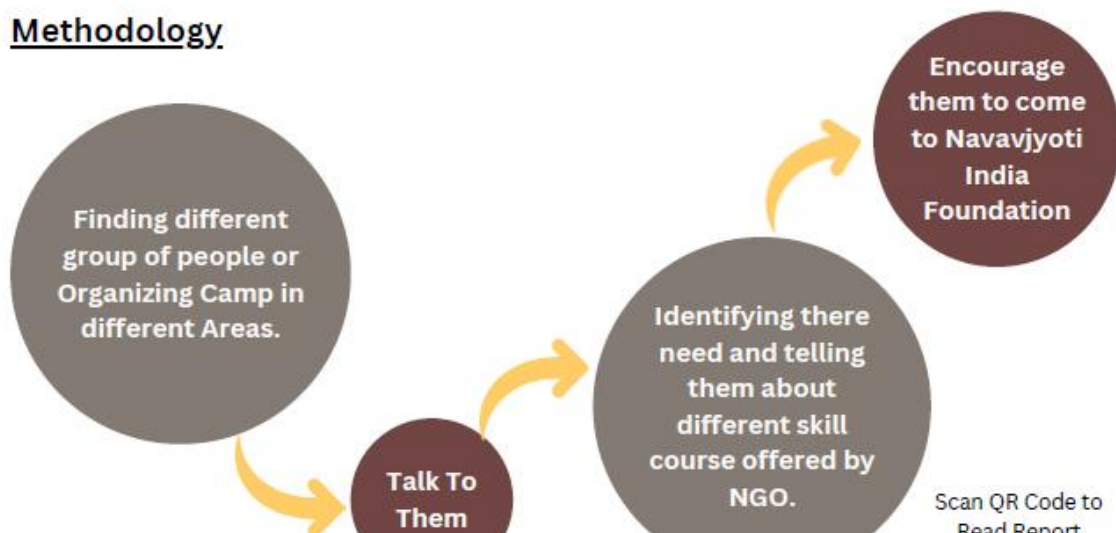 Methodology
Finding different
group of people or
Organizing Camp in
different Areas.
Talk To
Them
Identifying there
need and telling
them about
different skill
course offered by
NGO.
Encourage
them to come
to Navavjyoti
India
Foundation
Scan QR Code to
Read Report